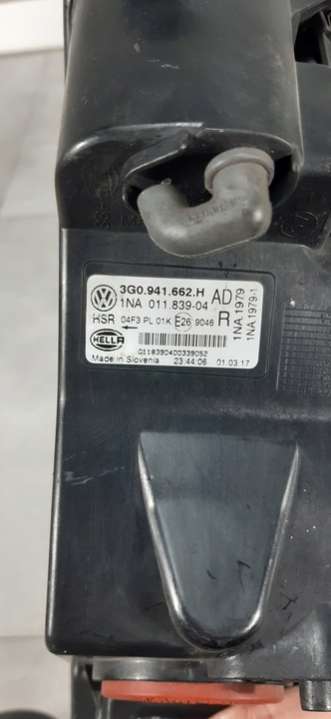 3G0.941.662.H AD
1NA 011.839-04
HSR 04F3 PL 01K E26 9046 R
HELLA
0118390400339052
Made in Slovenia 23:44:06 01.03.17
1NA.1979
1NA.1979-1